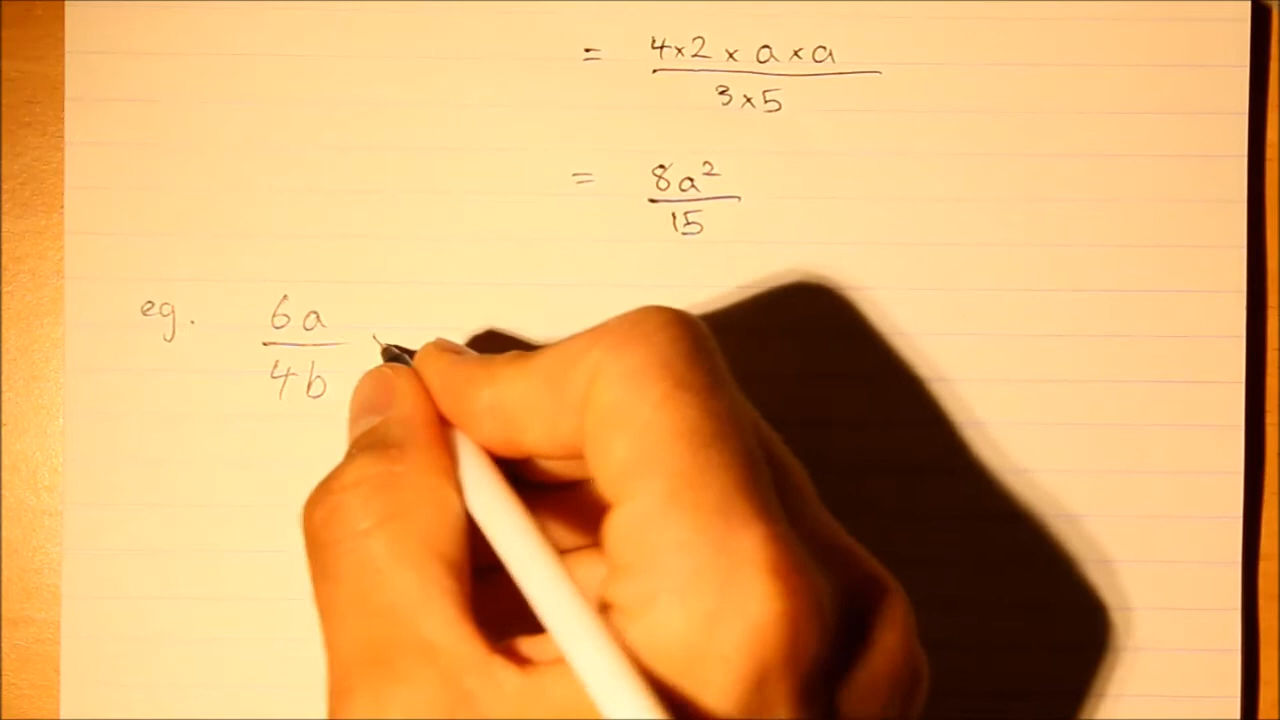 = 4×2 × a × a
3×5
= 8a²
15
eg. 6a
4b